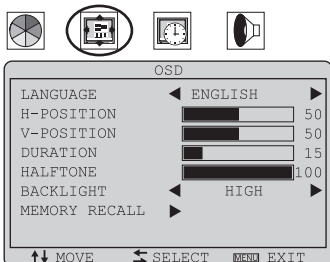 OSD
LANGUAGE ENGLISH
H-POSITION 50
V-POSITION 50
DURATION 15
HALFTONE 100
BACKLIGHT HIGH
MEMORY RECALL
MOVE SELECT MENU EXIT